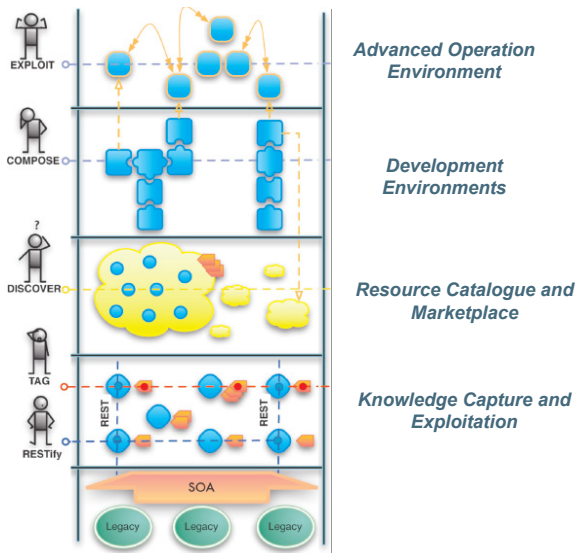 EXPLOIT
Advanced Operation
Environment
COMPOSE
Development
Environments
?
DISCOVER
Resource Catalogue and
Marketplace
TAG
REST
REST
Knowledge Capture and
Exploitation
RESTify
SOA
Legacy
Legacy
Legacy